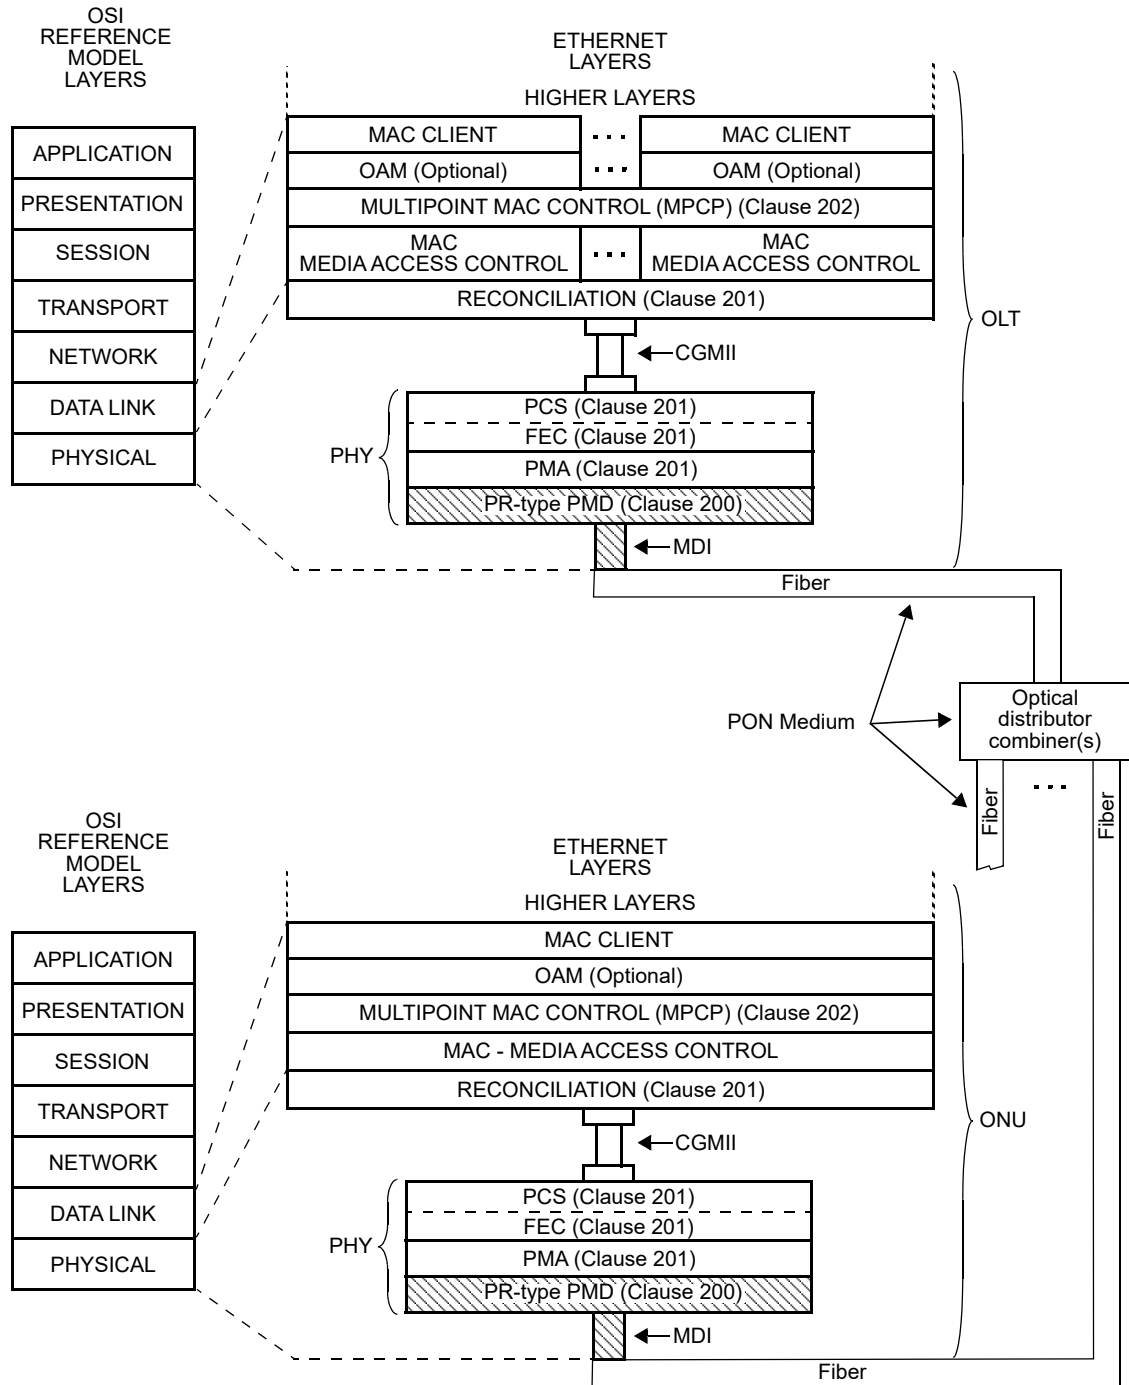 OSI
REFERENCE
MODEL
LAYERS
APPLICATION
PRESENTATION
SESSION
TRANSPORT
NETWORK
DATA LINK
PHYSICAL
ETHERNET
LAYERS
HIGHER LAYERS
MAC CLIENT ... MAC CLIENT
OAM (Optional) ... OAM (Optional)
MULTIPOINT MAC CONTROL (MPCP) (Clause 202)
MAC MAC
MEDIA ACCESS CONTROL ... MEDIA ACCESS CONTROL
RECONCILIATION (Clause 201)
CGMII
PCS (Clause 201)
FEC (Clause 201)
PHY
PMA (Clause 201)
PR-type PMD (Clause 200)
MDI
OLT
Fiber
PON Medium
Optical
distributor
combiner(s)
Fiber
...
Fiber
OSI
REFERENCE
MODEL
LAYERS
APPLICATION
PRESENTATION
SESSION
TRANSPORT
NETWORK
DATA LINK
PHYSICAL
ETHERNET
LAYERS
HIGHER LAYERS
MAC CLIENT
OAM (Optional)
MULTIPOINT MAC CONTROL (MPCP) (Clause 202)
MAC - MEDIA ACCESS CONTROL
RECONCILIATION (Clause 201)
CGMII
PCS (Clause 201)
FEC (Clause 201)
PHY
PMA (Clause 201)
PR-type PMD (Clause 200)
MDI
ONU
Fiber